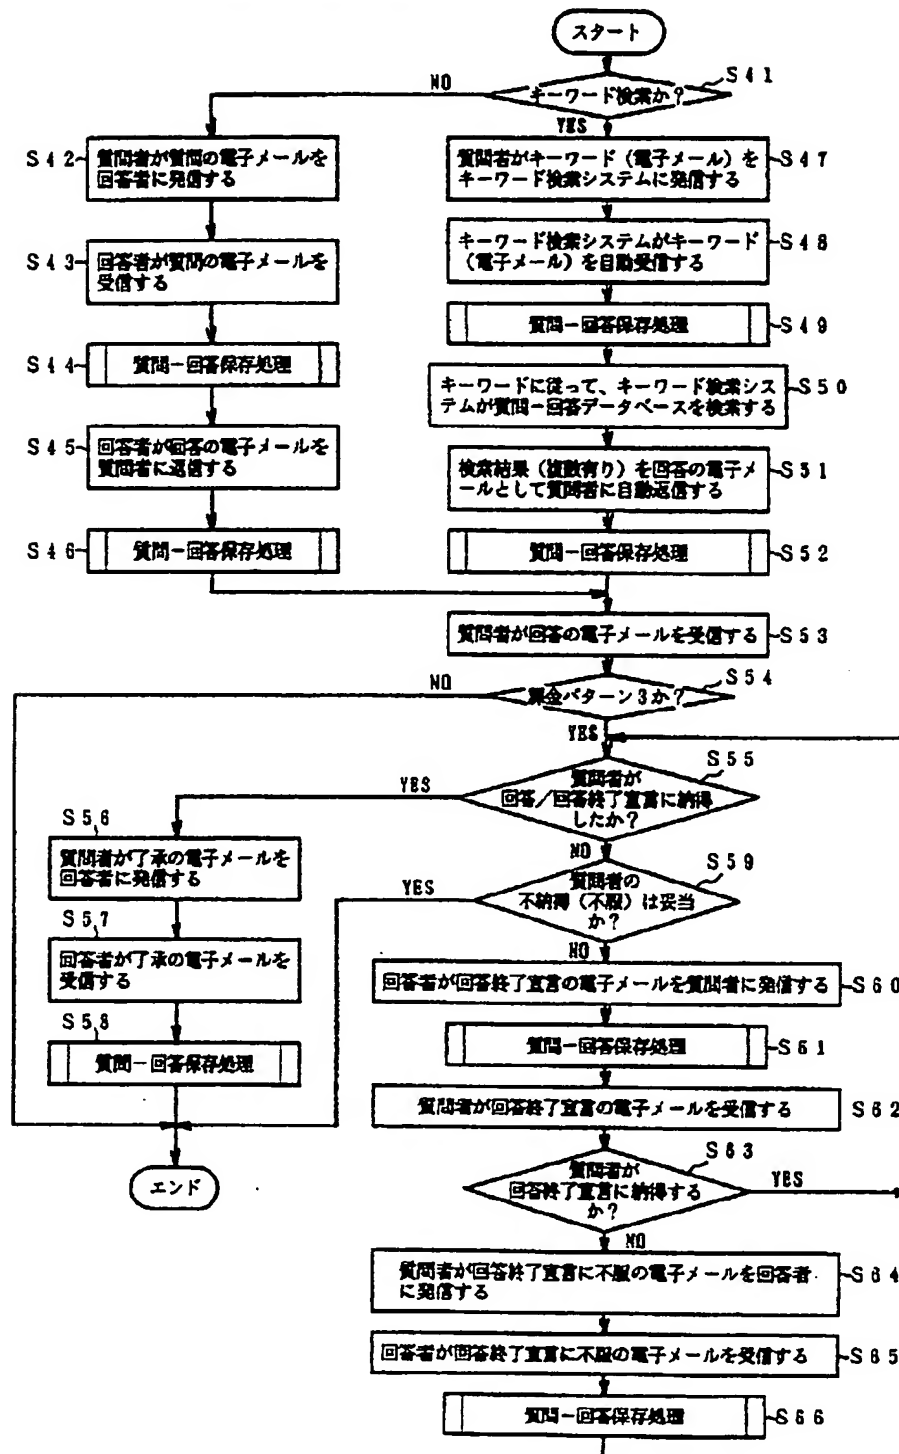 スタート
S41
キーワード検索か?
NO
YES
S42
質問者が質問の電子メールを
回答者に発信する
S43
回答者が質問の電子メールを
受信する
S44
質問-回答保存処理
S45
回答者が回答の電子メールを
質問者に返信する
S46
質問-回答保存処理
質問者がキーワード(電子メール)を
キーワード検索システムに発信する
S47
キーワード検索システムがキーワード
(電子メール)を自動受信する
S48
質問-回答保存処理
S49
キーワードに従って、キーワード検索シス
テムが質問-回答データベースを検索する
S50
検索結果(複数有り)を回答の電子メ
ールとして質問者に自動返信する
S51
質問-回答保存処理
S52
質問者が回答の電子メールを受信する
S53
S54
課金パターン3か?
NO
YES
S55
質問者が
回答/回答終了宣言に納得
したか?
YES
NO
S56
質問者が了承の電子メールを
回答者に発信する
S57
回答者が了承の電子メールを
受信する
S58
質問-回答保存処理
エンド
S59
質問者の
不納得(不服)は妥当
か?
YES
NO
回答者が回答終了宣言の電子メールを質問者に発信する
S60
質問-回答保存処理
S61
質問者が回答終了宣言の電子メールを受信する
S62
S63
質問者が
回答終了宣言に納得する
か?
YES
NO
質問者が回答終了宣言に不服の電子メールを回答者
に発信する
S64
回答者が回答終了宣言に不服の電子メールを受信する
S65
質問-回答保存処理
S66